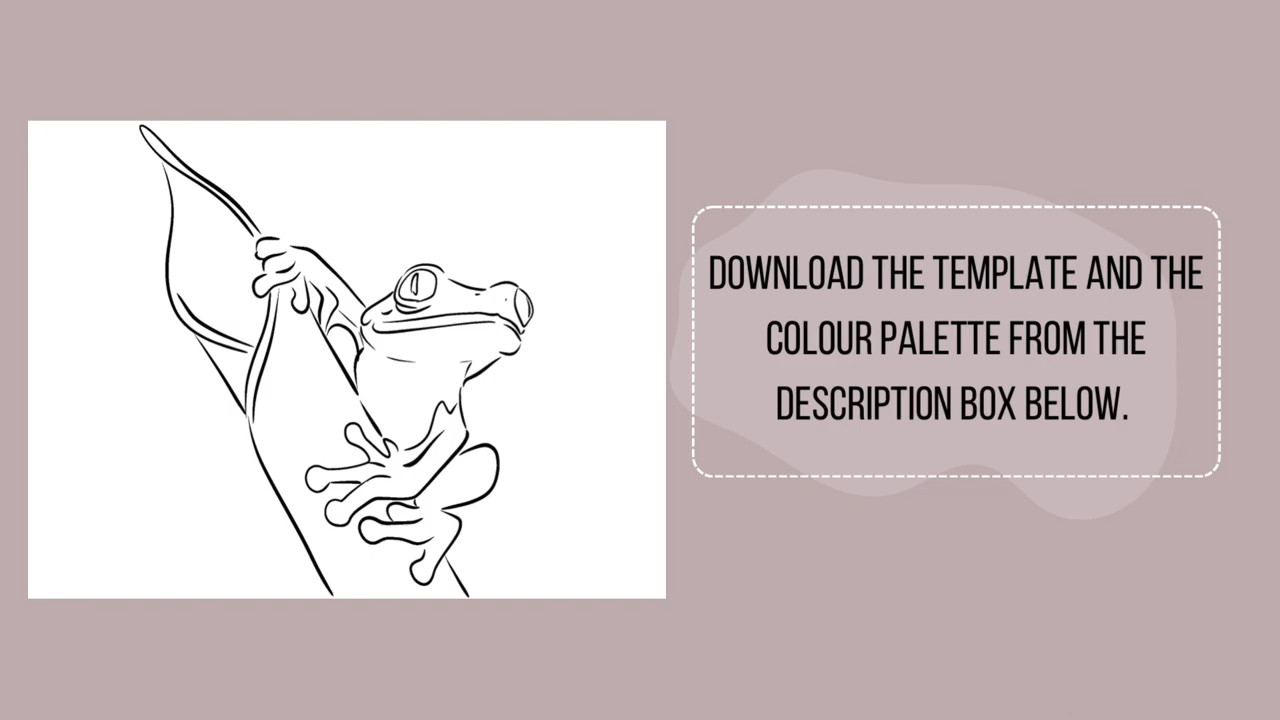 DOWNLOAD THE TEMPLATE AND THE
COLOUR PALETTE FROM THE
DESCRIPTION BOX BELOW.